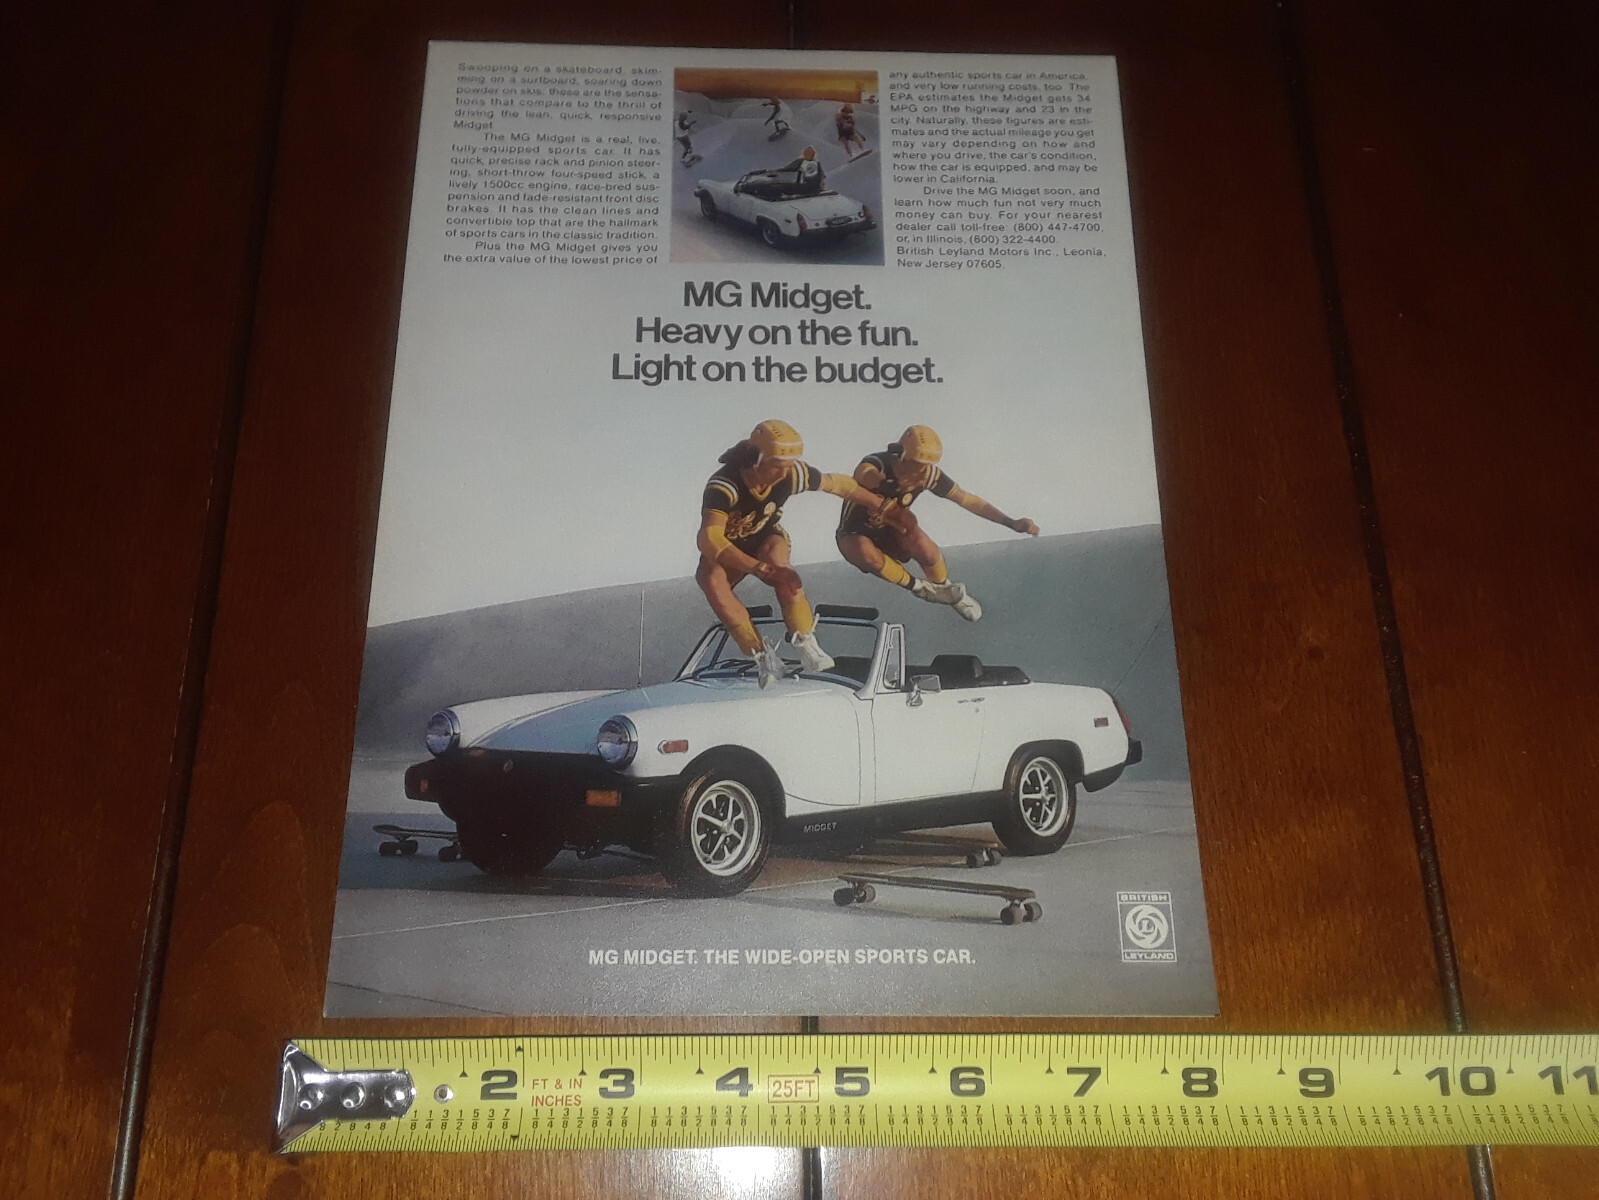 Swooping on a skateboard, skim-
ming on a surfboard, soaring down
powder on skis; these are the sensa-
tions that compare to the thrill of
driving the lean, quick, responsive
Midget.
The MG Midget is a real, live,
fully-equipped sports car. It has
quick, precise rack and pinion steer-
ing, short-throw four-speed stick, a
lively 1500cc engine, race-bred sus-
pension and fade-resistant front disc
brakes. It has the clean lines and
convertible top that are the hallmark
of sports cars in the classic tradition.
Plus the MG Midget gives you
the extra value of the lowest price of
any authentic sports car in America,
and very low running costs, too. The
EPA estimates the Midget gets 34
MPG on the highway and 23 in the
city. Naturally, these figures are esti-
mates and the actual mileage you get
may vary depending on how and
where you drive, the car's condition,
how the car is equipped, and may be
lower in California.
Drive the MG Midget soon, and
learn how much fun not very much
money can buy. For your nearest
dealer call toll-free: (800) 447-4700,
or, in Illinois, (800) 322-4400.
British Leyland Motors Inc., Leonia,
New Jersey 07605.
MG Midget.
Heavy on the fun.
Light on the budget.
MIDGET
BRITISH
L
LEYLAND
MG MIDGET. THE WIDE-OPEN SPORTS CAR.
2 FT & IN INCHES 3 4 25FT 5 6 7 8 9 10 11